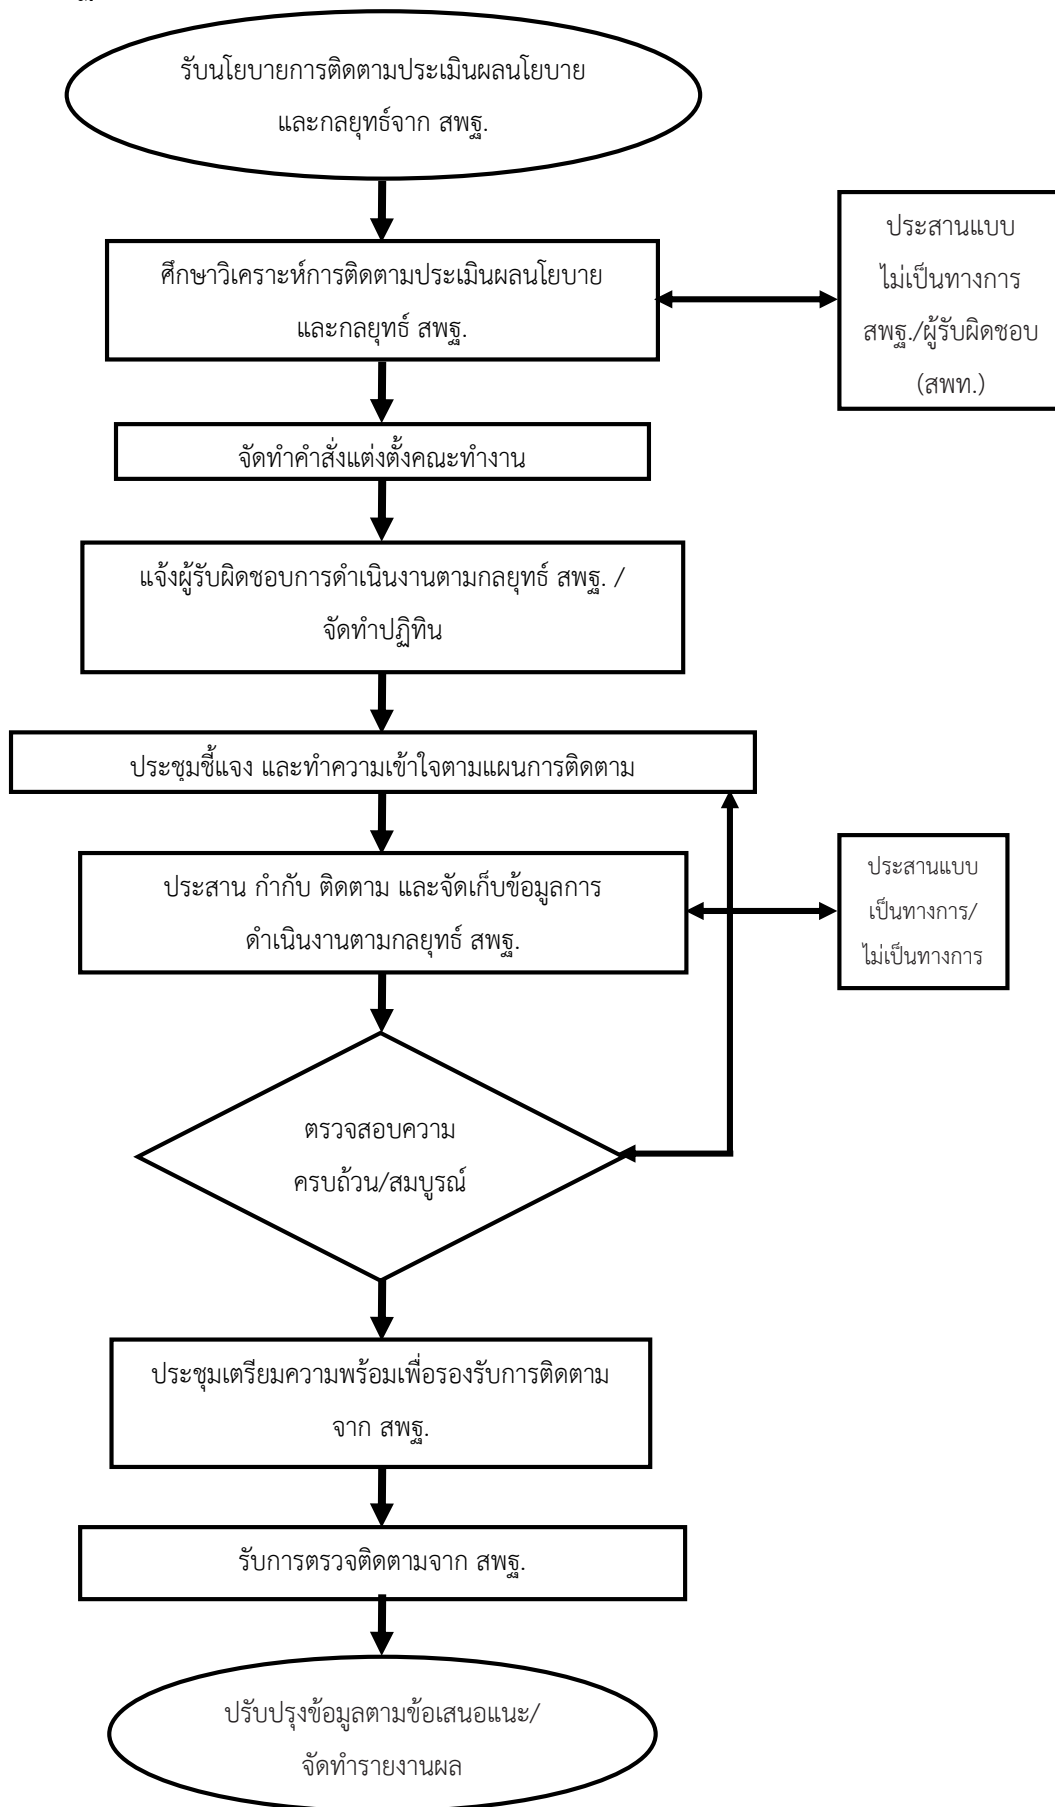 รับนโยบายการติดตามประเมินผลนโยบาย
และกลยุทธ์จาก สพฐ.
ศึกษาวิเคราะห์การติดตามประเมินผลนโยบาย
และกลยุทธ์ สพฐ.
ประสานแบบ
ไม่เป็นทางการ
สพฐ./ผู้รับผิดชอบ
(สพท.)
จัดทำคำสั่งแต่งตั้งคณะทำงาน
แจ้งผู้รับผิดชอบการดำเนินงานตามกลยุทธ์ สพฐ. /
จัดทำปฏิทิน
ประชุมชี้แจง และทำความเข้าใจตามแผนการติดตาม
ประสาน กำกับ ติดตาม และจัดเก็บข้อมูลการ
ดำเนินงานตามกลยุทธ์ สพฐ.
ประสานแบบ
เป็นทางการ/
ไม่เป็นทางการ
ตรวจสอบความ
ครบถ้วน/สมบูรณ์
ประชุมเตรียมความพร้อมเพื่อรองรับการติดตาม
จาก สพฐ.
รับการตรวจติดตามจาก สพฐ.
ปรับปรุงข้อมูลตามข้อเสนอแนะ/
จัดทำรายงานผล